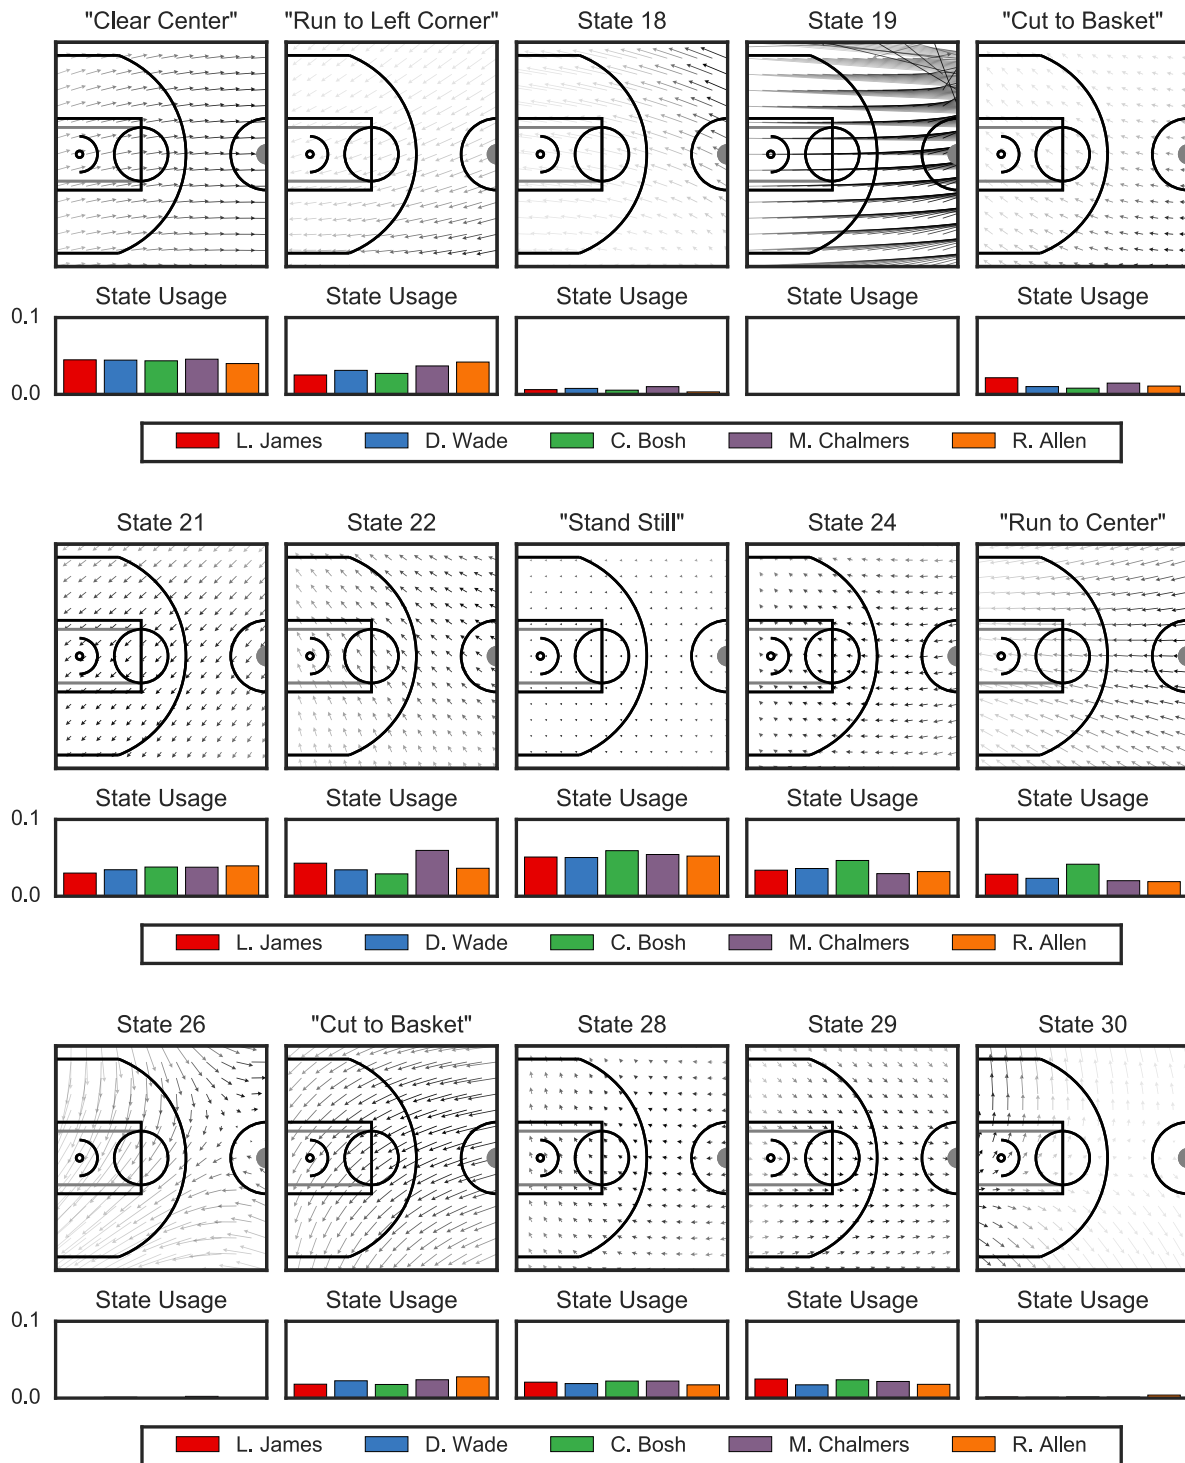 "Clear Center" "Run to Left Corner" State 18 State 19 "Cut to Basket"
State Usage State Usage State Usage State Usage State Usage
0.1
0.0
L. James D. Wade C. Bosh M. Chalmers R. Allen
State 21 State 22 "Stand Still" State 24 "Run to Center"
State Usage State Usage State Usage State Usage State Usage
0.1
0.0
L. James D. Wade C. Bosh M. Chalmers R. Allen
State 26 "Cut to Basket" State 28 State 29 State 30
State Usage State Usage State Usage State Usage State Usage
0.1
0.0
L. James D. Wade C. Bosh M. Chalmers R. Allen